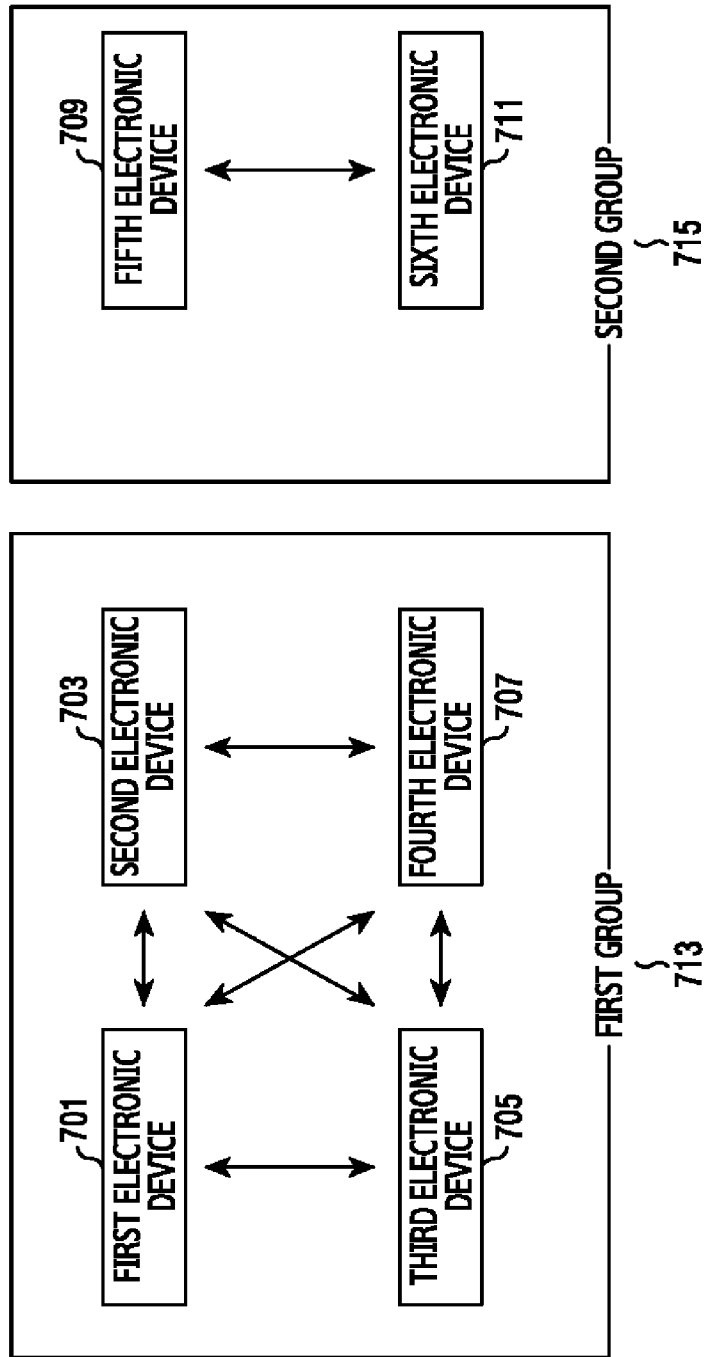 701
FIRST ELECTRONIC
DEVICE
703
SECOND ELECTRONIC
DEVICE
THIRD ELECTRONIC
DEVICE
705
FOURTH ELECTRONIC
DEVICE
707
FIRST GROUP
713
709
FIFTH ELECTRONIC
DEVICE
SIXTH ELECTRONIC
DEVICE
711
SECOND GROUP
715